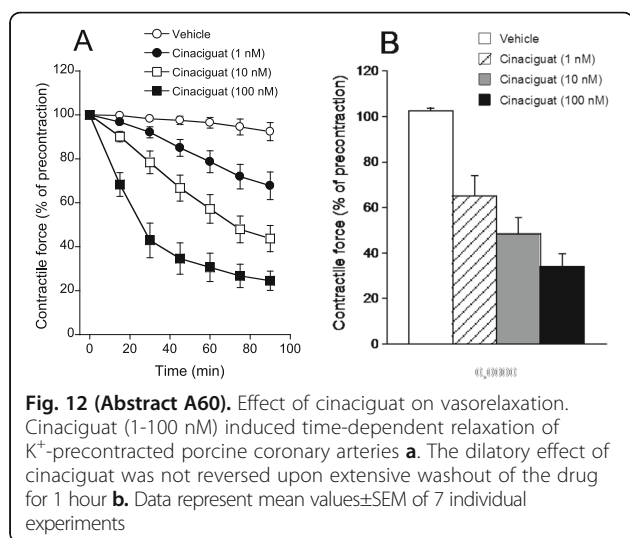 A
Vehicle
Cinaciguat (1 nM)
Cinaciguat (10 nM)
Cinaciguat (100 nM)
Contractile force (% of precontraction)
120
100
80
60
40
20
0
0 20 40 60 80 100
Time (min)
B
Vehicle
Cinaciguat (1 nM)
Cinaciguat (10 nM)
Cinaciguat (100 nM)
Contractile force (% of precontraction)
120
100
80
60
40
20
0
Fig. 12 (Abstract A60). Effect of cinaciguat on vasorelaxation.
Cinaciguat (1-100 nM) induced time-dependent relaxation of
K+-precontracted porcine coronary arteries a. The dilatory effect of
cinaciguat was not reversed upon extensive washout of the drug
for 1 hour b. Data represent mean values±SEM of 7 individual
experiments